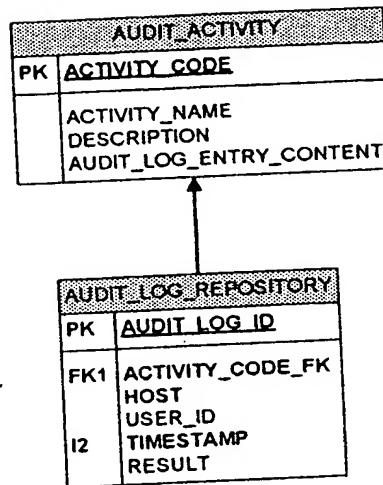 AUDIT_ACTIVITY
PK ACTIVITY_CODE
ACTIVITY_NAME
DESCRIPTION
AUDIT_LOG_ENTRY_CONTENT
AUDIT_LOG_REPOSITORY
PK AUDIT_LOG_ID
FK1 ACTIVITY_CODE_FK
HOST
USER_ID
I2 TIMESTAMP
RESULT